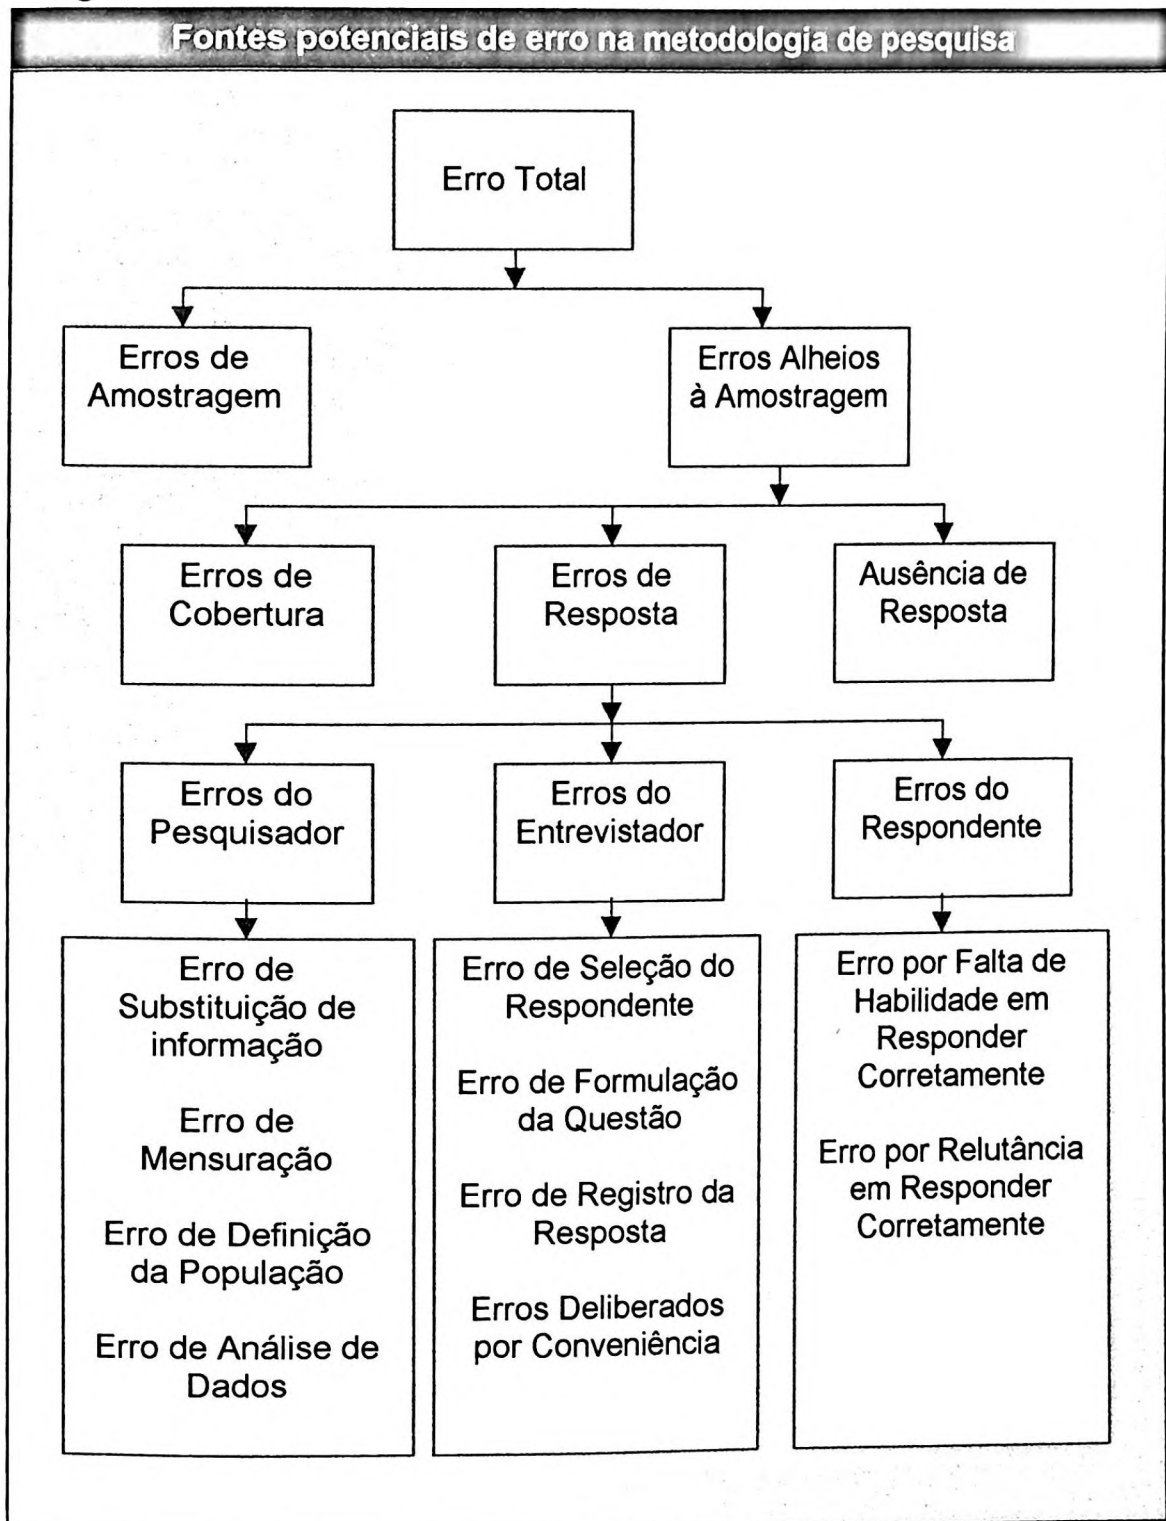 Fontes potenciais de erro na metodologia de pesquisa
Erro Total
Erros de
Amostragem
Erros Alheios
à Amostragem
Erros de
Cobertura
Erros de
Resposta
Ausência de
Resposta
Erros do
Pesquisador
Erros do
Entrevistador
Erros do
Respondente
Erro de
Substituição de
informação
Erro de
Mensuração
Erro de Definição
da População
Erro de Análise de
Dados
Erro de Seleção do
Respondente
Erro de Formulação
da Questão
Erro de Registro da
Resposta
Erros Deliberados
por Conveniência
Erro por Falta de
Habilidade em
Responder
Corretamente
Erro por Relutância
em Responder
Corretamente